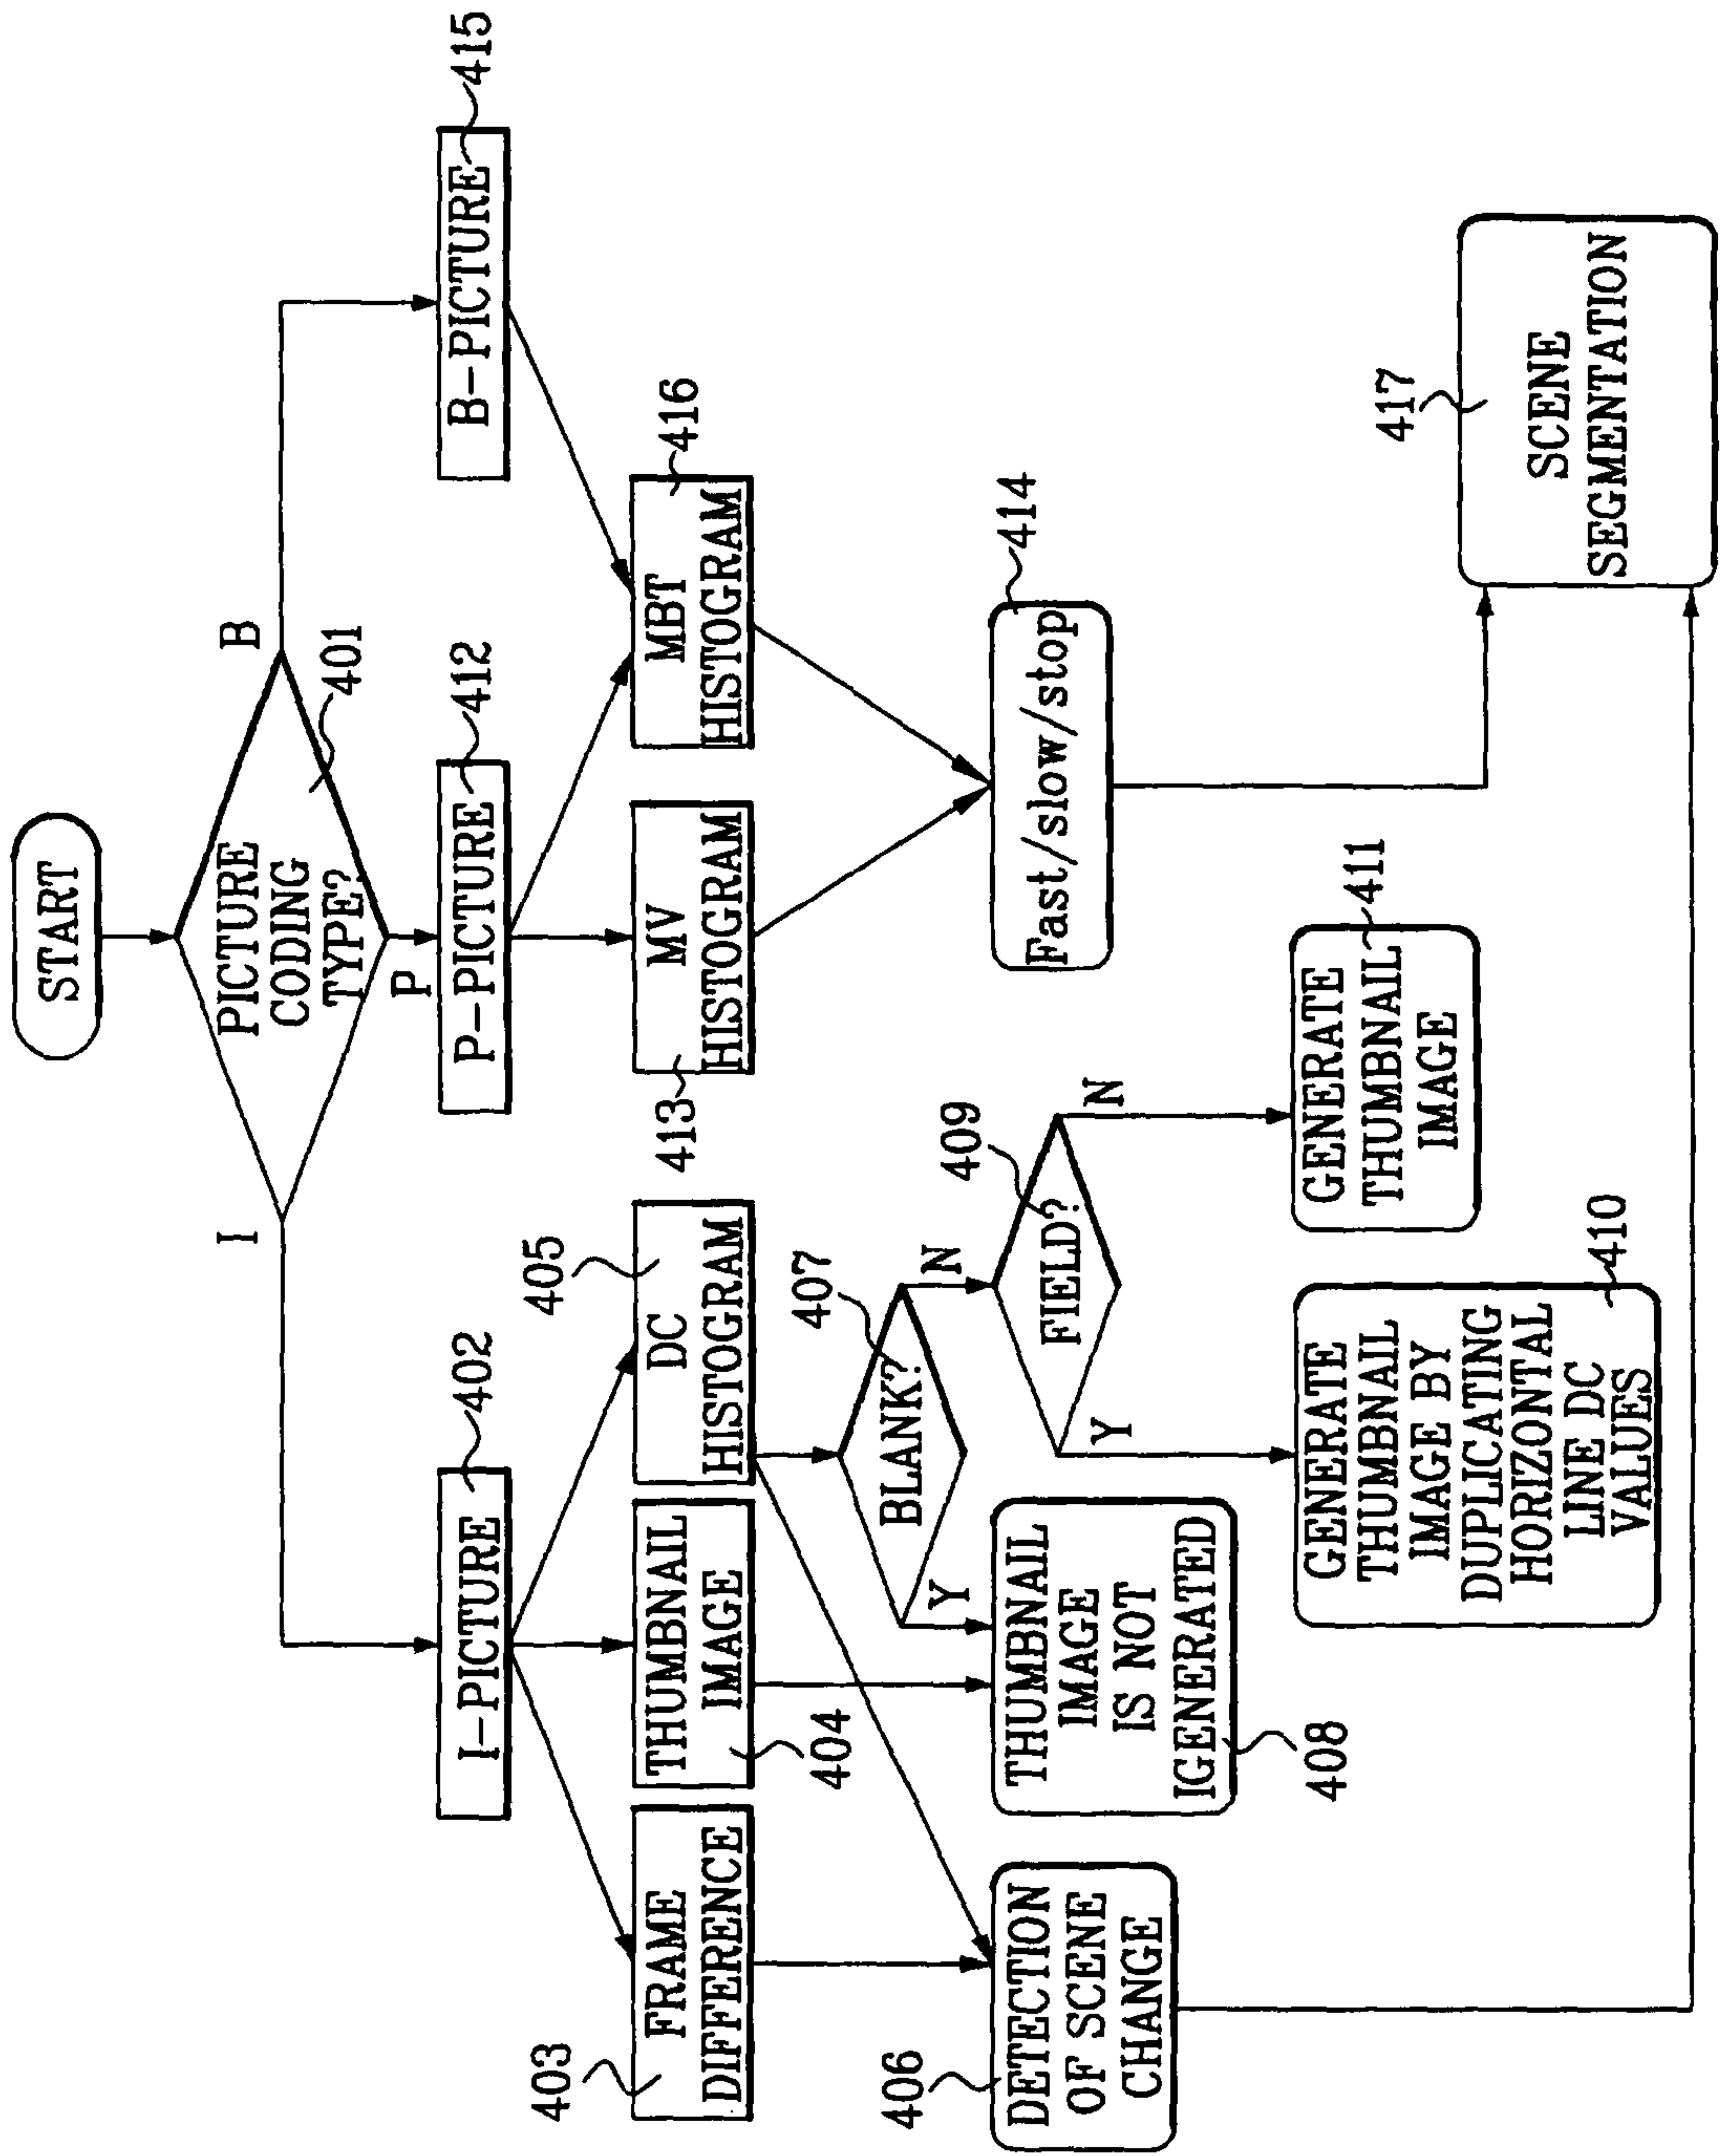 START
PICTURE
CODING
TYPE?
401
I
P
B
I-PICTURE
402
P-PICTURE
412
B-PICTURE
415
403
FRAME
DIFFERENCE
THUMBNAIL
IMAGE
404
405
DC
HISTOGRAM
413
MV
HISTOGRAM
MBT
HISTOGRAM
416
BLANK?
407
Y
N
406
DETECTION
OF SCENE
CHANGE
THUMBNAIL
IMAGE
IS NOT
IGENERATED
408
FIELD?
409
Y
N
Fast/slow/stop
414
GENERATE
THUMBNAIL
IMAGE BY
DUPLICATING
HORIZONTAL
LINE DC
VALUES
410
GENERATE
THUMBNAIL
IMAGE
411
417
SCENE
SEGMENTATION